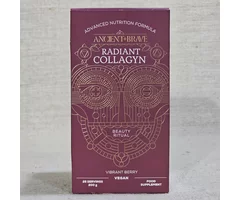 ADVANCED NUTRITION FORMULA
ANCIENT+BRAVE
RADIANT
COLLAGYN
BEAUTY
RITUAL
VIBRANT BERRY
VEGAN
FOOD
SUPPLEMENT